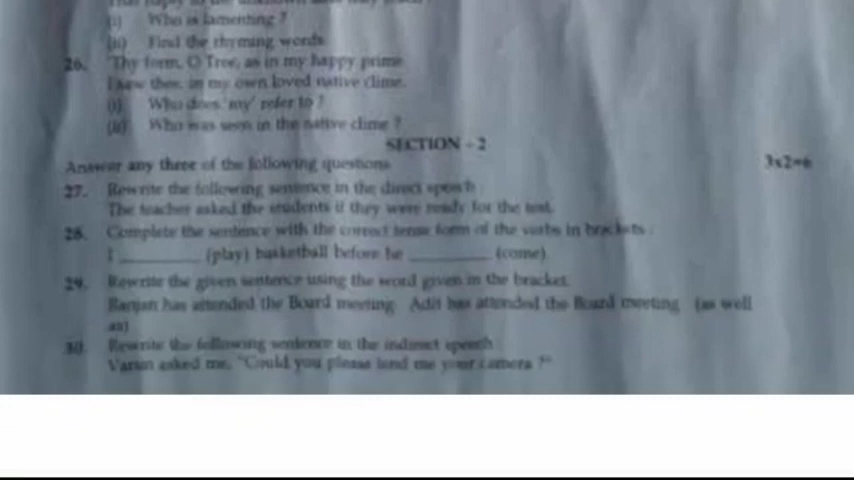 (i) Who is lamenting ?
(ii) Find the rhyming words.
26. 'Thy form, O Tree, as in my happy prime
I saw thee, in my own loved native clime.
(i) Who does 'my' refer to ?
(ii) Who was seen in the native clime ?
SECTION - 2
Answer any three of the following questions 3x2=6
27. Rewrite the following sentence in the direct speech :
The teacher asked the students if they were ready for the test.
28. Complete the sentence with the correct tense form of the verbs in brackets :
I ________ (play) basketball before he ________ (come).
29. Rewrite the given sentence using the word given in the bracket.
Ranjan has attended the Board meeting. Adit has attended the Board meeting. (as well
as)
30. Rewrite the following sentence in the indirect speech :
Varun asked me, "Could you please lend me your camera ?"